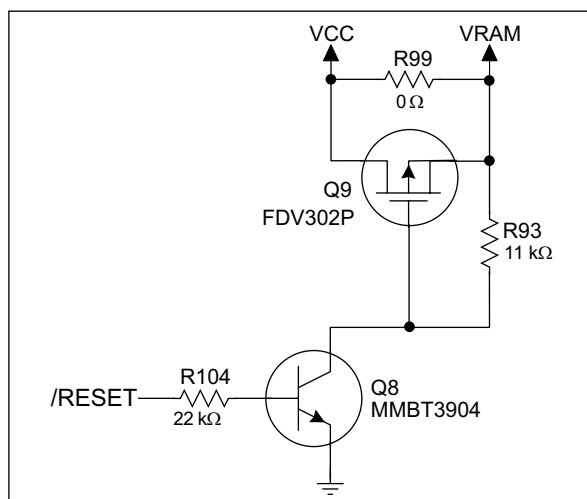 VCC
VRAM
R99
0 Ω
Q9
FDV302P
R93
11 kΩ
R104
22 kΩ
/RESET
Q8
MMBT3904